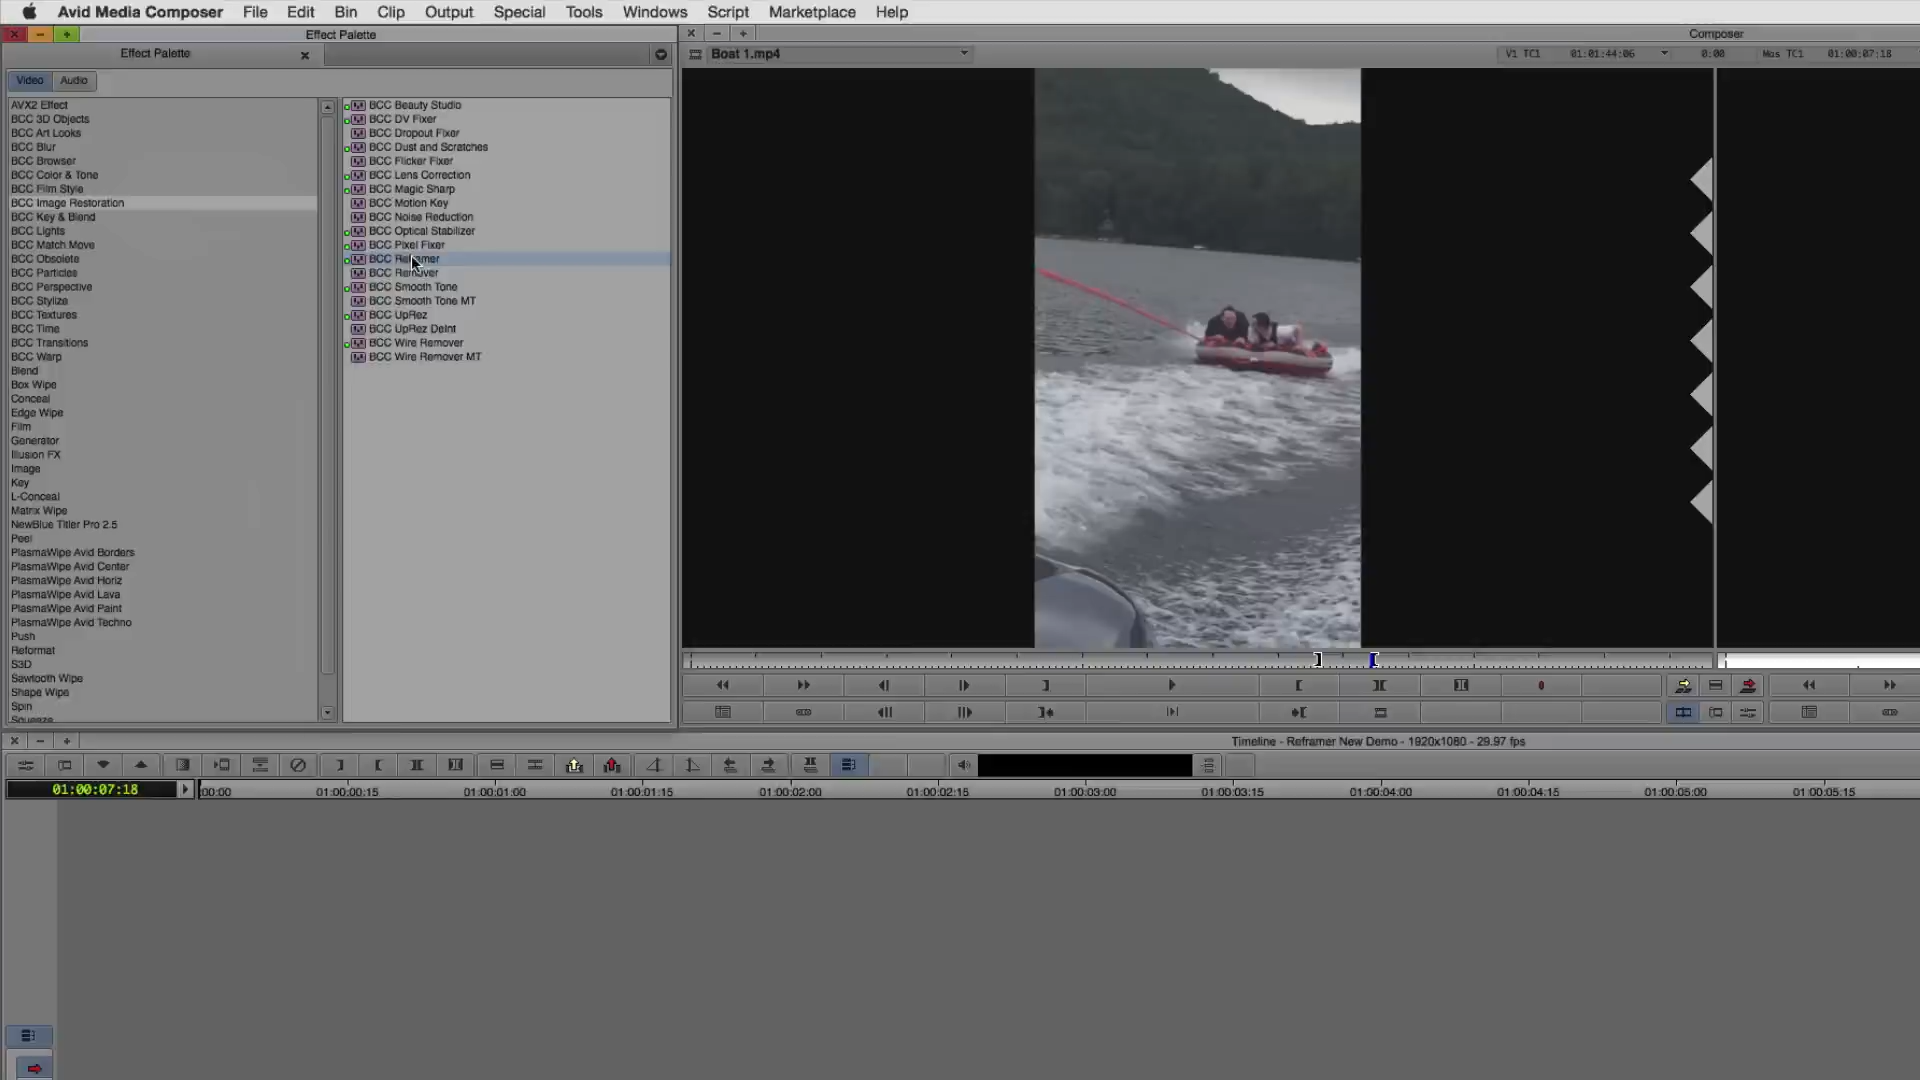 Avid Media Composer File Edit Bin Clip Output Special Tools Windows Script Marketplace Help
Effect Palette
Composer
Effect Palette
Boat 1.mp4
V1 TC1 01:01:44:06 0:00 Mas TC1 01:00:07:18
Video Audio
AVX2 Effect
BCC 3D Objects
BCC Art Looks
BCC Blur
BCC Browser
BCC Color & Tone
BCC Film Style
BCC Image Restoration
BCC Key & Blend
BCC Lights
BCC Match Move
BCC Obsolete
BCC Particles
BCC Perspective
BCC Stylize
BCC Textures
BCC Time
BCC Transitions
BCC Warp
Blend
Box Wipe
Conceal
Edge Wipe
Film
Generator
Illusion FX
Image
Key
L-Conceal
Matrix Wipe
NewBlue Titler Pro 2.5
Peel
PlasmaWipe Avid Borders
PlasmaWipe Avid Center
PlasmaWipe Avid Horiz
PlasmaWipe Avid Lava
PlasmaWipe Avid Paint
PlasmaWipe Avid Techno
Push
Reformat
S3D
Sawtooth Wipe
Shape Wipe
Spin
Squeeze
BCC Beauty Studio
BCC DV Fixer
BCC Dropout Fixer
BCC Dust and Scratches
BCC Flicker Fixer
BCC Lens Correction
BCC Magic Sharp
BCC Motion Key
BCC Noise Reduction
BCC Optical Stabilizer
BCC Pixel Fixer
BCC Reframer
BCC Remover
BCC Smooth Tone
BCC Smooth Tone MT
BCC UpRez
BCC UpRez Deint
BCC Wire Remover
BCC Wire Remover MT
Timeline - Reframer New Demo - 1920x1080 - 29.97 fps
01:00:07:18
00:00 01:00:00:15 01:00:01:00 01:00:01:15 01:00:02:00 01:00:02:15 01:00:03:00 01:00:03:15 01:00:04:00 01:00:04:15 01:00:05:00 01:00:05:15